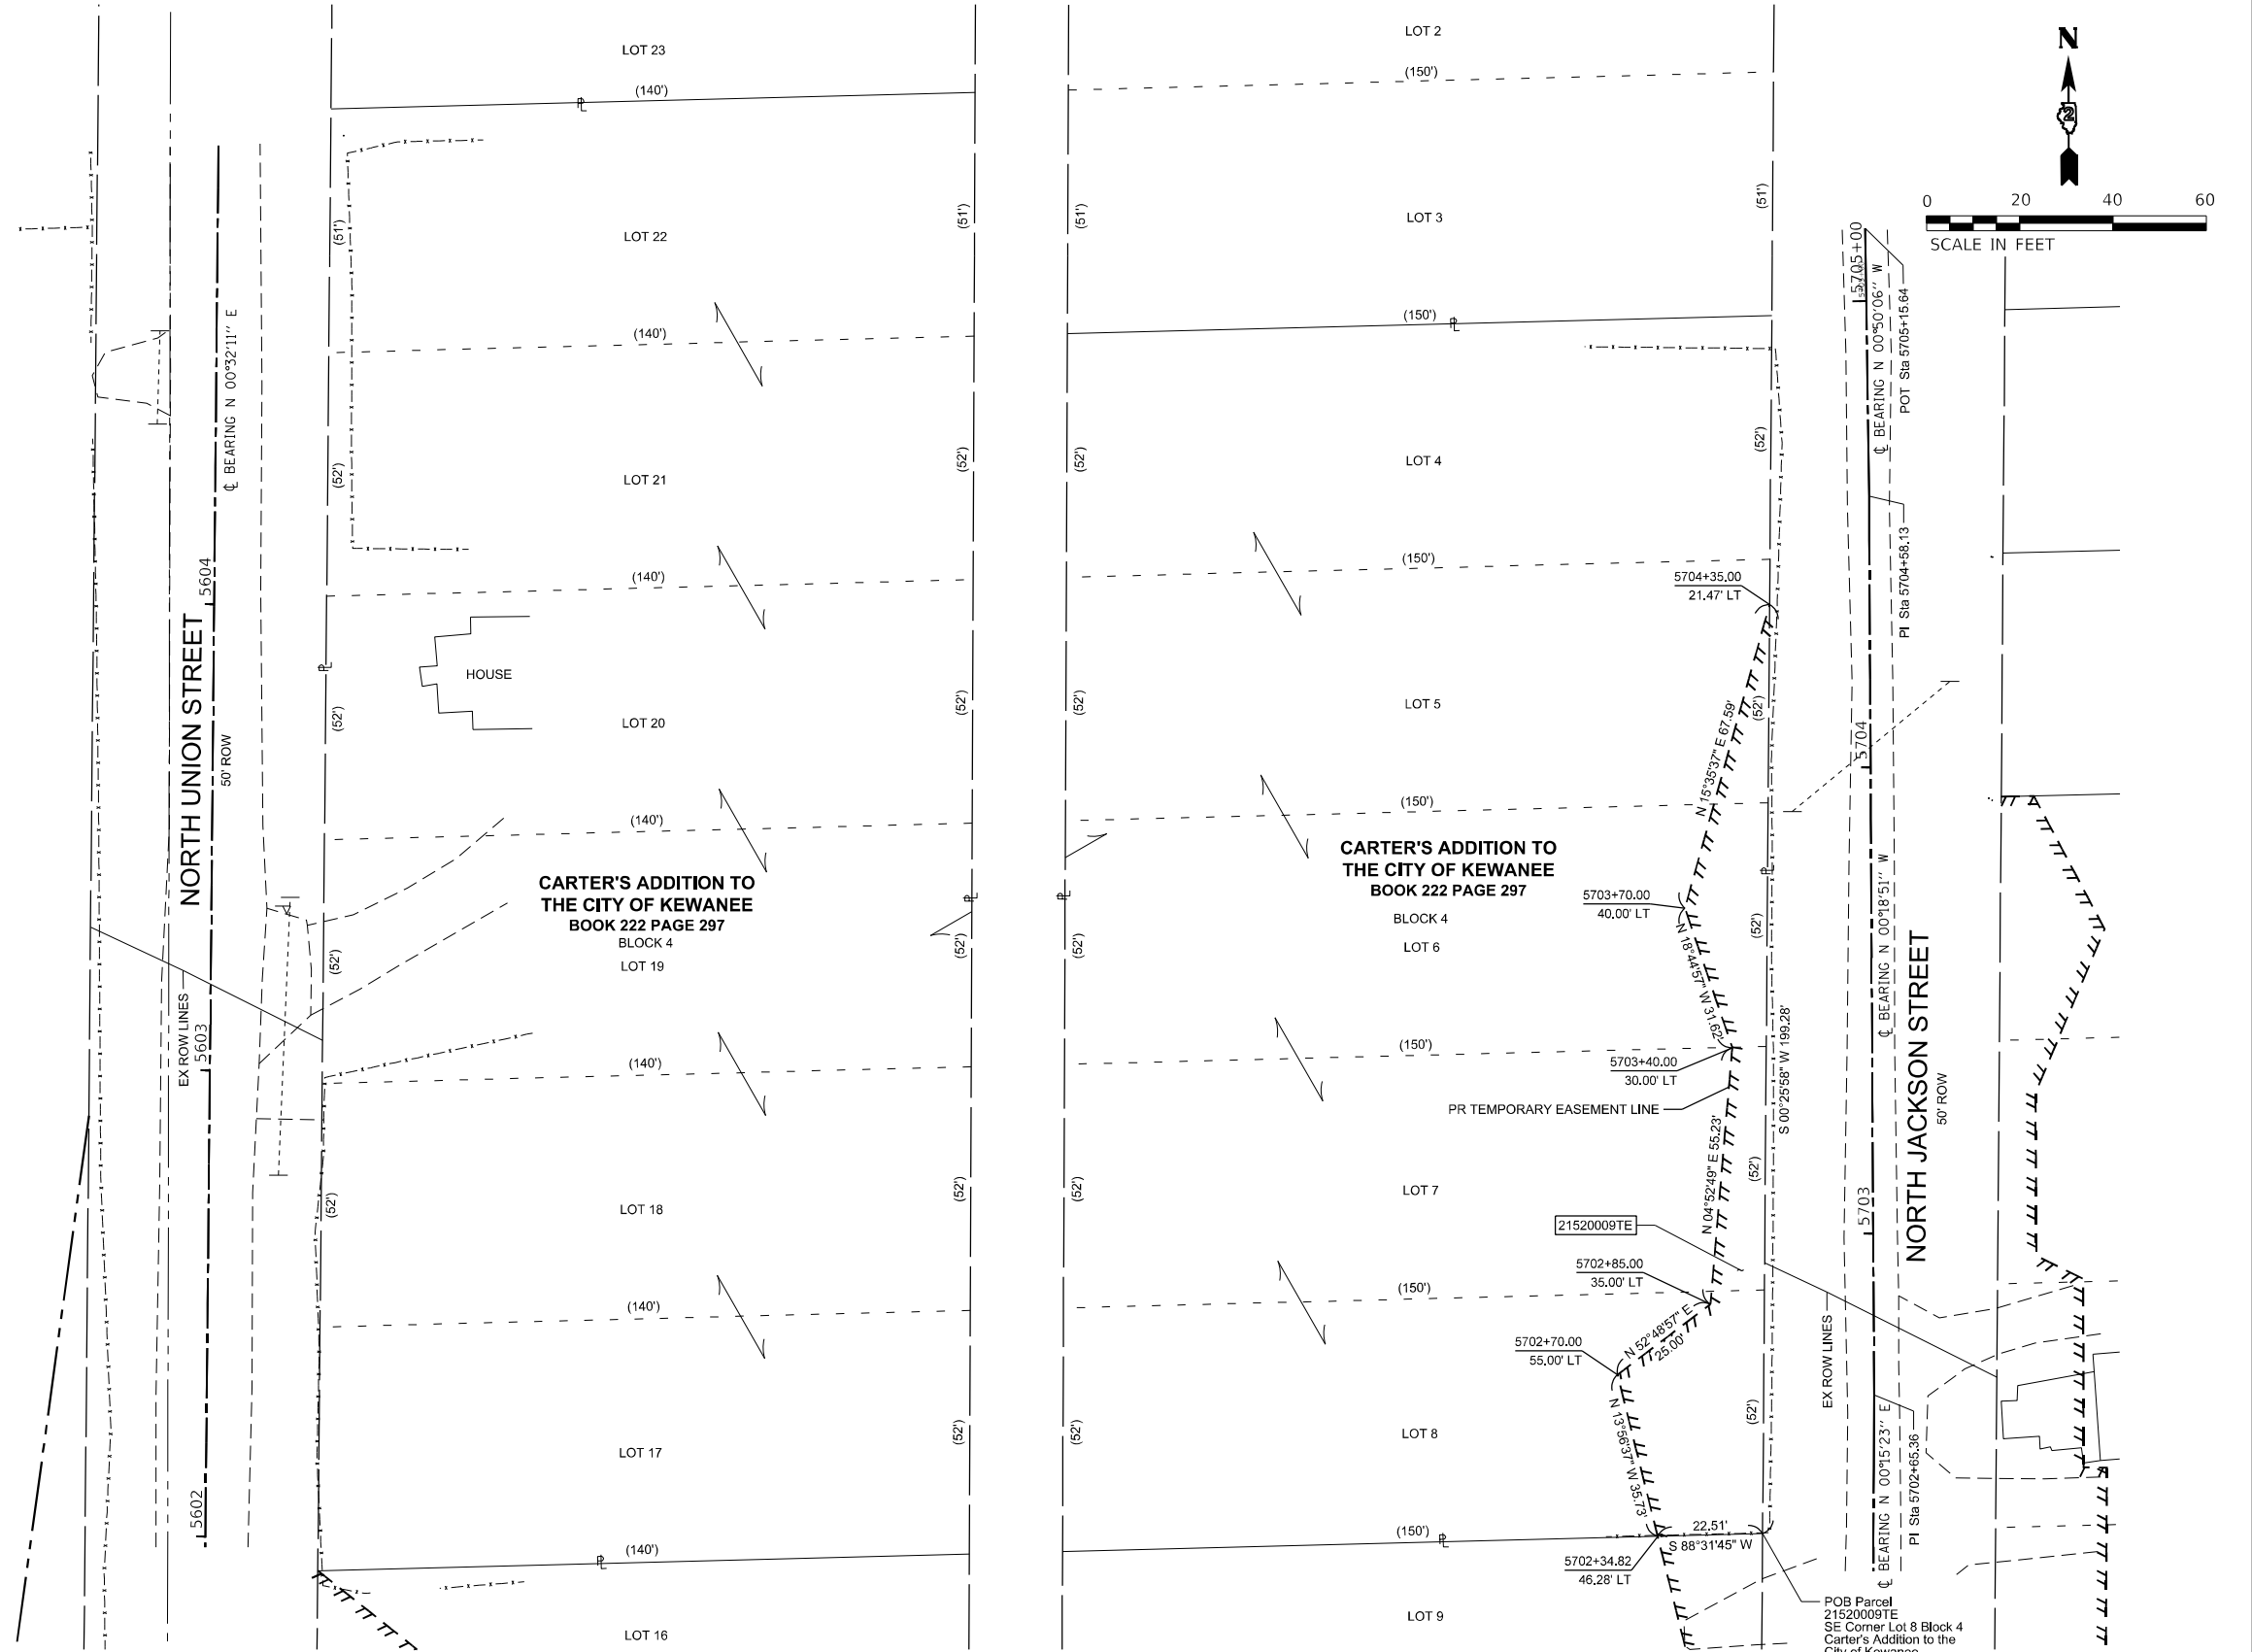 LOT 23
(140')
LOT 2
(150')
N
2
0 20 40 60
SCALE IN FEET
(51')
LOT 22
(51')
(51')
LOT 3
(51')
(140')
(150')
5705+00
℄ BEARING N 00°50'06'' W
POT Sta 5705+15.64
℄ BEARING N 00°32'11'' E
(52')
LOT 21
(52')
(52')
LOT 4
(52')
(140')
(150')
5704+35.00
21.47' LT
PI Sta 5704+58.13
5604
NORTH UNION STREET
50' ROW
HOUSE
(52')
LOT 20
(52')
(52')
LOT 5
(52')
N 15°35'37" E 67.59'
5704
(140')
(150')
CARTER'S ADDITION TO
THE CITY OF KEWANEE
BOOK 222 PAGE 297
BLOCK 4
LOT 19
(52')
(52')
(52')
CARTER'S ADDITION TO
THE CITY OF KEWANEE
BOOK 222 PAGE 297
BLOCK 4
LOT 6
(52')
5703+70.00
40.00' LT
N 18°44'57" W 31.62'
℄ BEARING N 00°18'51'' W
EX ROW LINES
5603
(140')
(150')
5703+40.00
30.00' LT
PR TEMPORARY EASEMENT LINE
S 00°25'58" W 199.28'
NORTH JACKSON STREET
50' ROW
N 04°52'49" E 55.23'
(52')
LOT 18
(52')
(52')
LOT 7
(52')
5703
21520009TE
5702+85.00
35.00' LT
(140')
(150')
N 52°48'57" E
25.00'
5702+70.00
55.00' LT
EX ROW LINES
(52')
LOT 17
(52')
LOT 8
(52')
N 13°56'37" W 35.73'
℄ BEARING N 00°15'23'' E
PI Sta 5702+65.36
5602
(140')
(150')
22.51'
S 88°31'45" W
5702+34.82
46.28' LT
LOT 16
LOT 9
POB Parcel
21520009TE
SE Corner Lot 8 Block 4
Carter's Addition to the
City of Kewanee